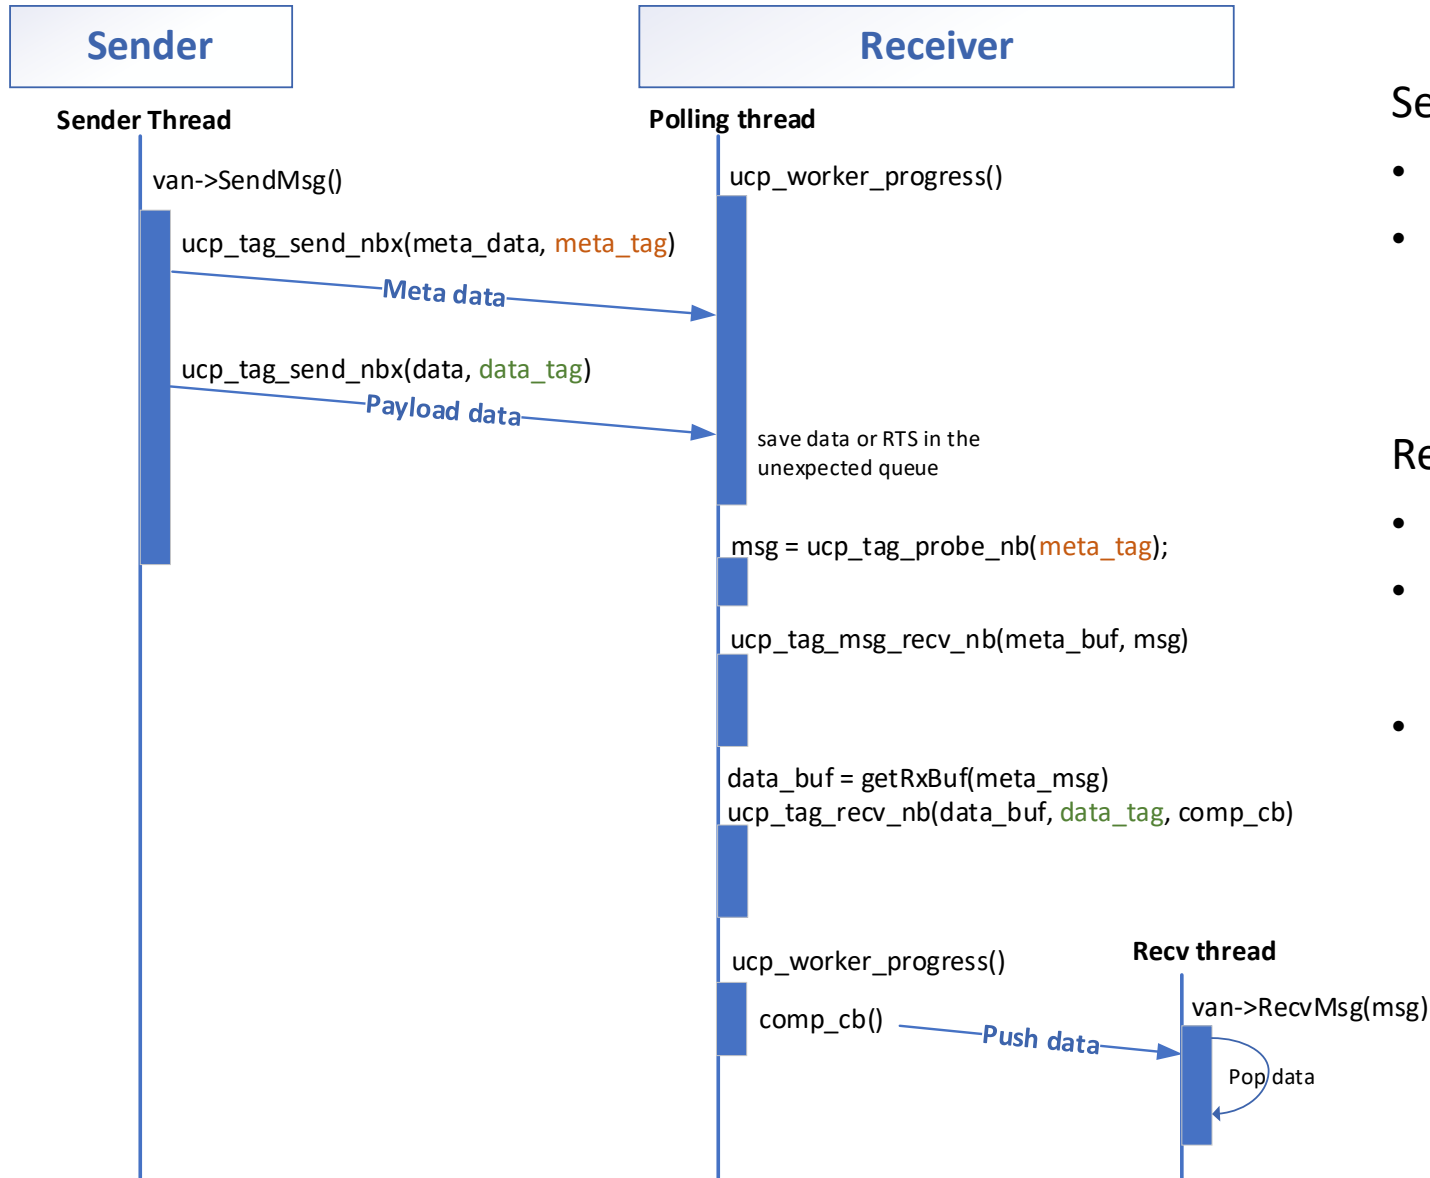 Sender
Receiver
Sender Thread
Polling thread
van->SendMsg()
ucp_worker_progress()
ucp_tag_send_nbx(meta_data, meta_tag)
Meta data
ucp_tag_send_nbx(data, data_tag)
Payload data
save data or RTS in the
unexpected queue
msg = ucp_tag_probe_nb(meta_tag);
ucp_tag_msg_recv_nb(meta_buf, msg)
data_buf = getRxBuf(meta_msg)
ucp_tag_recv_nb(data_buf, data_tag, comp_cb)
ucp_worker_progress()
Recv thread
comp_cb()
Push data
van->RecvMsg(msg)
Pop data
Se
•
•
Re
•
•
•